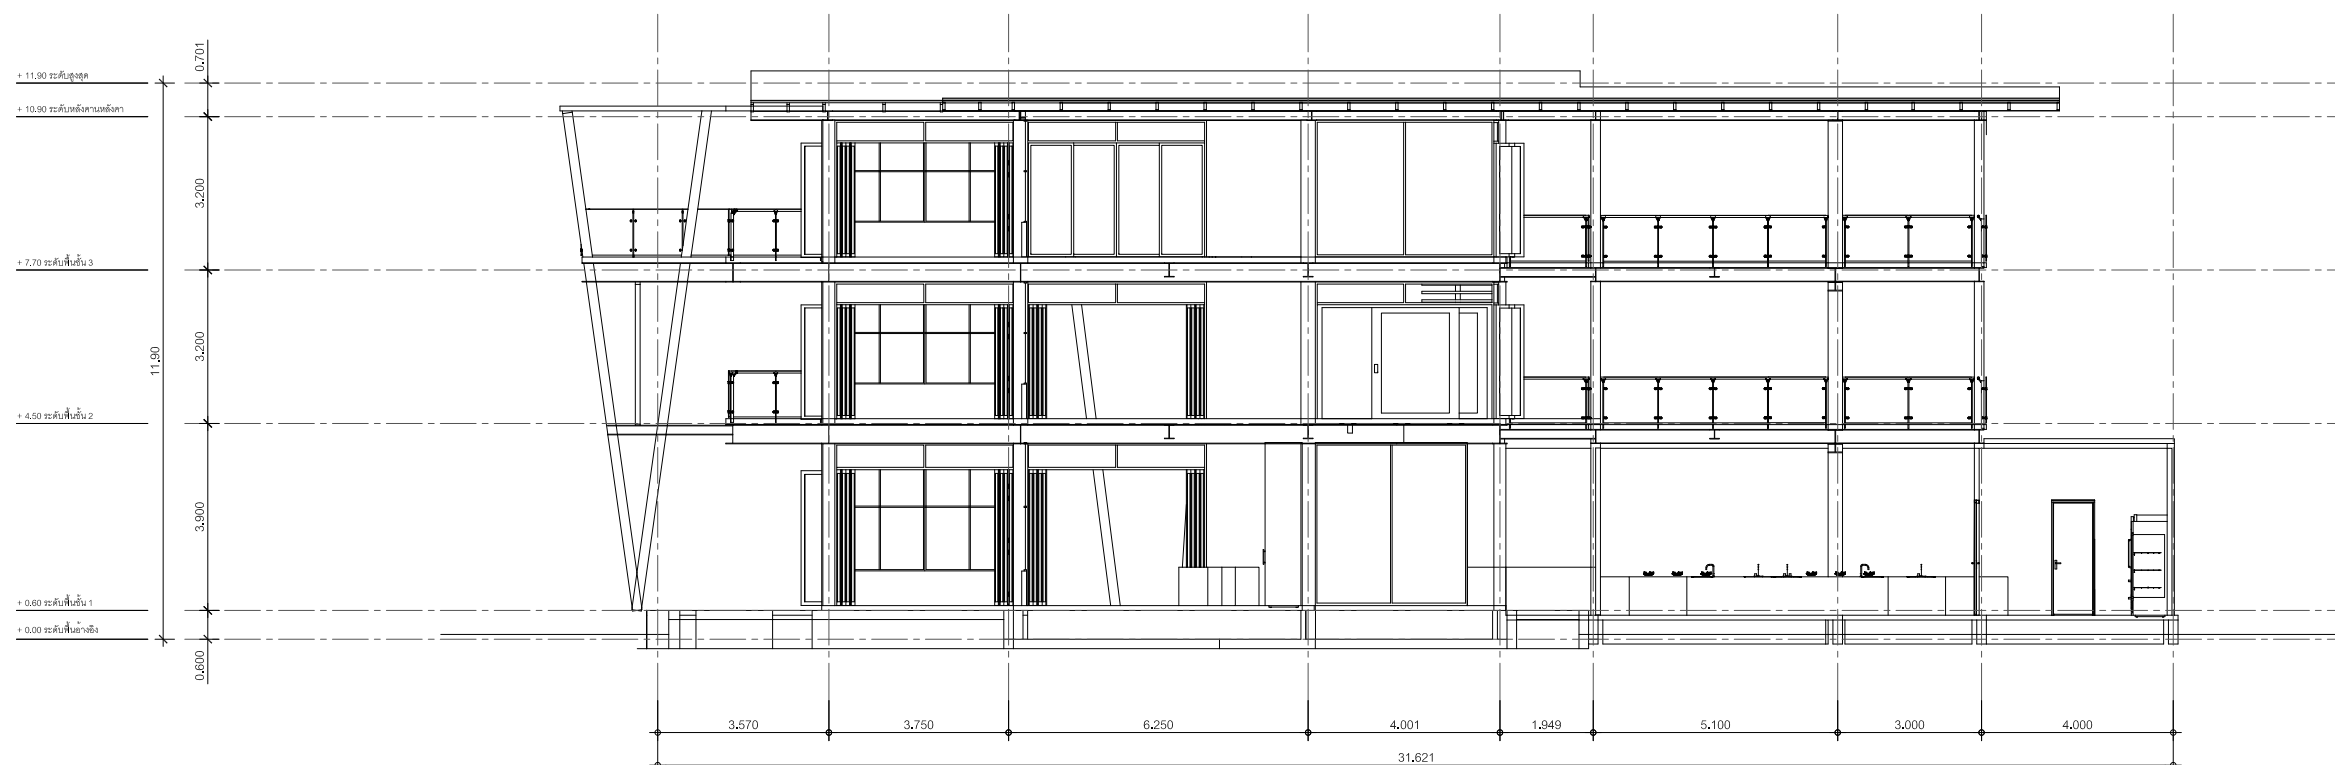 0.701
+ 11.90 ระดับสูงสุด
+ 10.90 ระดับหลังคานหลังคา
3.200
+ 7.70 ระดับพื้นชั้น 3
3.200
11.90
+ 4.50 ระดับพื้นชั้น 2
3.900
+ 0.60 ระดับพื้นชั้น 1
+ 0.00 ระดับพื้นอ้างอิง
0.600
3.570 3.750 6.250 4.001 1.949 5.100 3.000 4.000
31.621